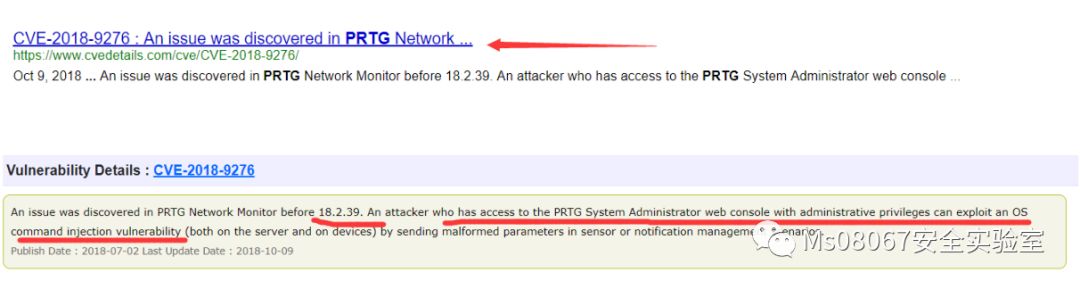 CVE-2018-9276 : An issue was discovered in PRTG Network ...
https://www.cvedetails.com/cve/CVE-2018-9276/
Oct 9, 2018 ... An issue was discovered in PRTG Network Monitor before 18.2.39. An attacker who has access to the PRTG System Administrator web console ...
Vulnerability Details : CVE-2018-9276
An issue was discovered in PRTG Network Monitor before 18.2.39. An attacker who has access to the PRTG System Administrator web console with administrative privileges can exploit an OS
command injection vulnerability (both on the server and on devices) by sending malformed parameters in sensor or notification
Publish Date : 2018-07-02 Last Update Date : 2018-10-09
Ms08067安全实验室